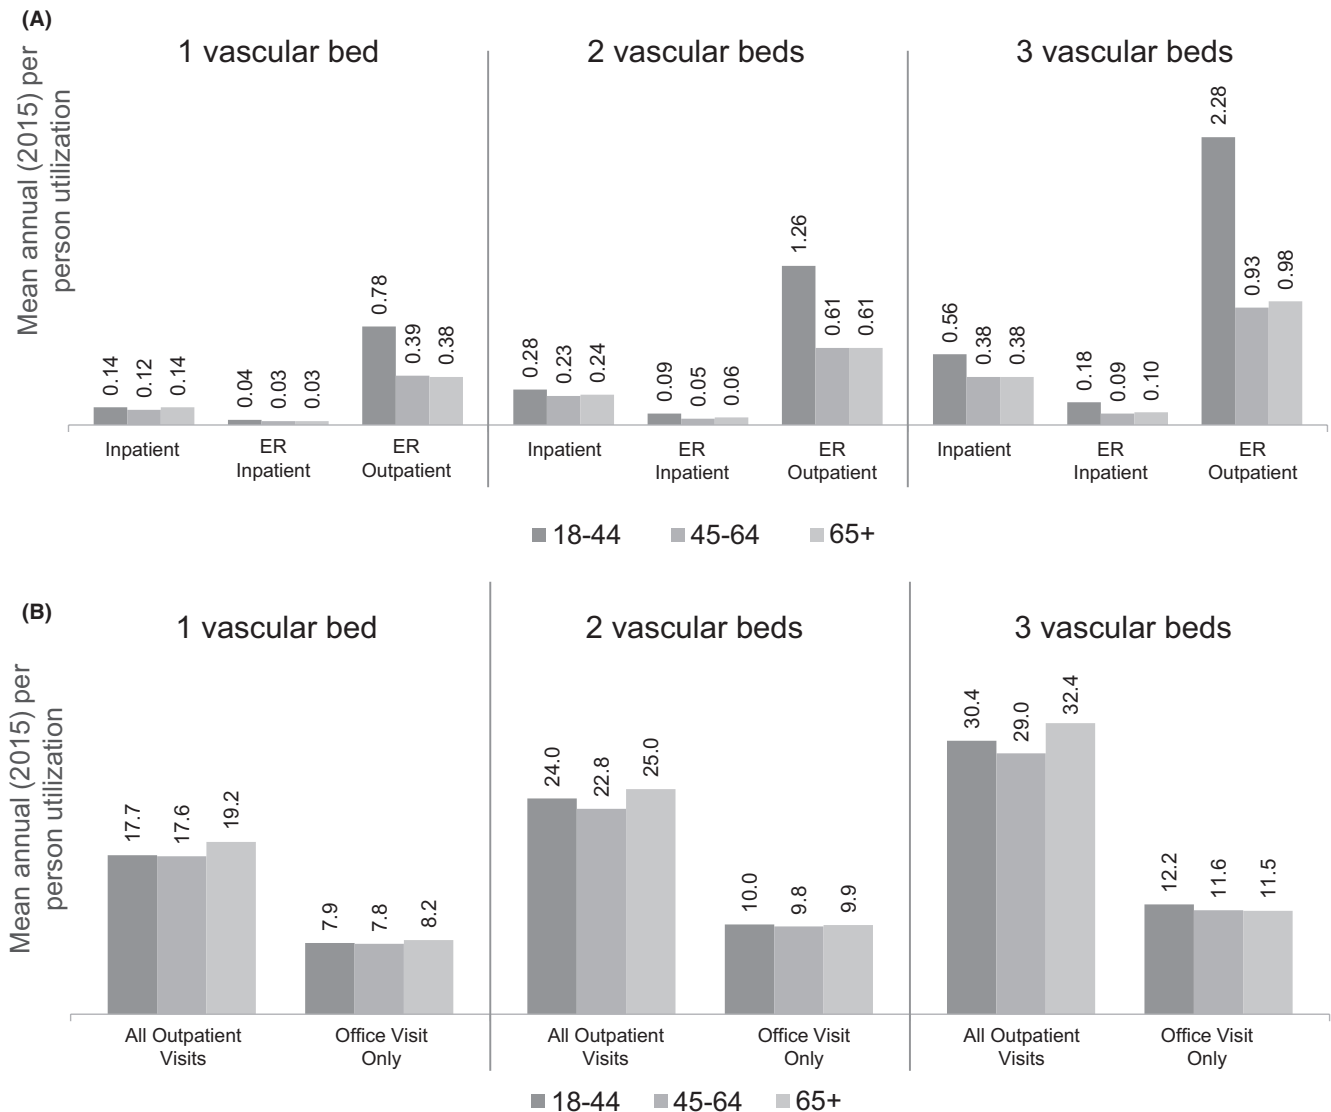 (A)
Mean annual (2015) per
person utilization
1 vascular bed
2 vascular beds
3 vascular beds
0.14
0.12
0.14
0.04
0.03
0.03
0.78
0.39
0.38
0.28
0.23
0.24
0.09
0.05
0.06
1.26
0.61
0.61
0.56
0.38
0.38
0.18
0.09
0.10
2.28
0.93
0.98
Inpatient
ER
Inpatient
ER
Outpatient
Inpatient
ER
Inpatient
ER
Outpatient
Inpatient
ER
Inpatient
ER
Outpatient
18-44 45-64 65+
(B)
Mean annual (2015) per
person utilization
1 vascular bed
2 vascular beds
3 vascular beds
17.7
17.6
19.2
7.9
7.8
8.2
24.0
22.8
25.0
10.0
9.8
9.9
30.4
29.0
32.4
12.2
11.6
11.5
All Outpatient
Visits
Office Visit
Only
All Outpatient
Visits
Office Visit
Only
All Outpatient
Visits
Office Visit
Only
18-44 45-64 65+